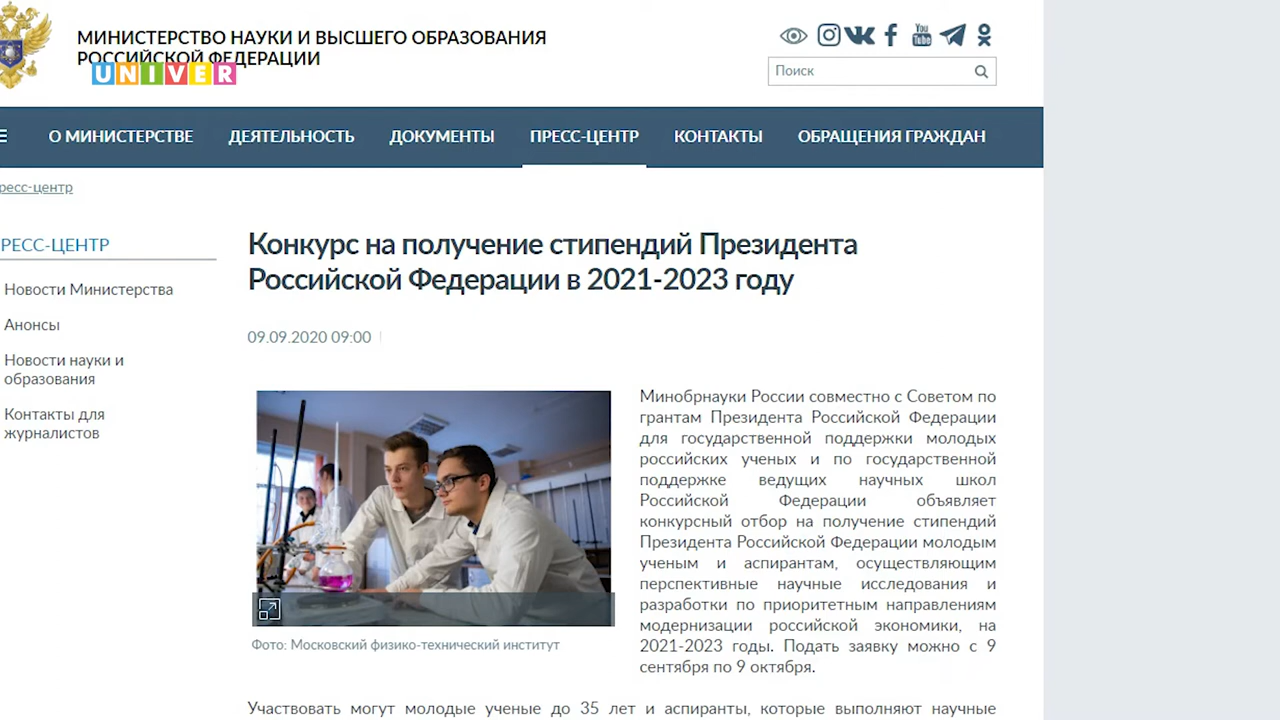 МИНИСТЕРСТВО НАУКИ И ВЫСШЕГО ОБРАЗОВАНИЯ
РОССИЙСКОЙ ФЕДЕРАЦИИ
UNIVER
You Tube
Поиск
О МИНИСТЕРСТВЕ ДЕЯТЕЛЬНОСТЬ ДОКУМЕНТЫ ПРЕСС-ЦЕНТР КОНТАКТЫ ОБРАЩЕНИЯ ГРАЖДАН
ресс-центр
РЕСС-ЦЕНТР
Новости Министерства
Анонсы
Новости науки и
образования
Контакты для
журналистов
Конкурс на получение стипендий Президента
Российской Федерации в 2021-2023 году
09.09.2020 09:00
Фото: Московский физико-технический институт
Минобрнауки России совместно с Советом по
грантам Президента Российской Федерации
для государственной поддержки молодых
российских ученых и по государственной
поддержке ведущих научных школ
Российской Федерации объявляет
конкурсный отбор на получение стипендий
Президента Российской Федерации молодым
ученым и аспирантам, осуществляющим
перспективные научные исследования и
разработки по приоритетным направлениям
модернизации российской экономики, на
2021-2023 годы. Подать заявку можно с 9
сентября по 9 октября.
Участвовать могут молодые ученые до 35 лет и аспиранты, которые выполняют научные